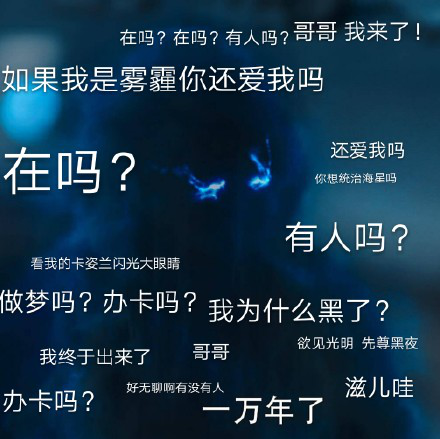 在吗？在吗？有人吗？
哥哥 我来了！
如果我是雾霾你还爱我吗
还爱我吗
在吗？
你想统治海星吗
有人吗？
看我的卡姿兰闪光大眼睛
做梦吗？办卡吗？
我为什么黑了？
欲见光明 先尊黑夜
哥哥
我终于出来了
滋儿哇
好无聊啊有没有人
办卡吗？
一万年了